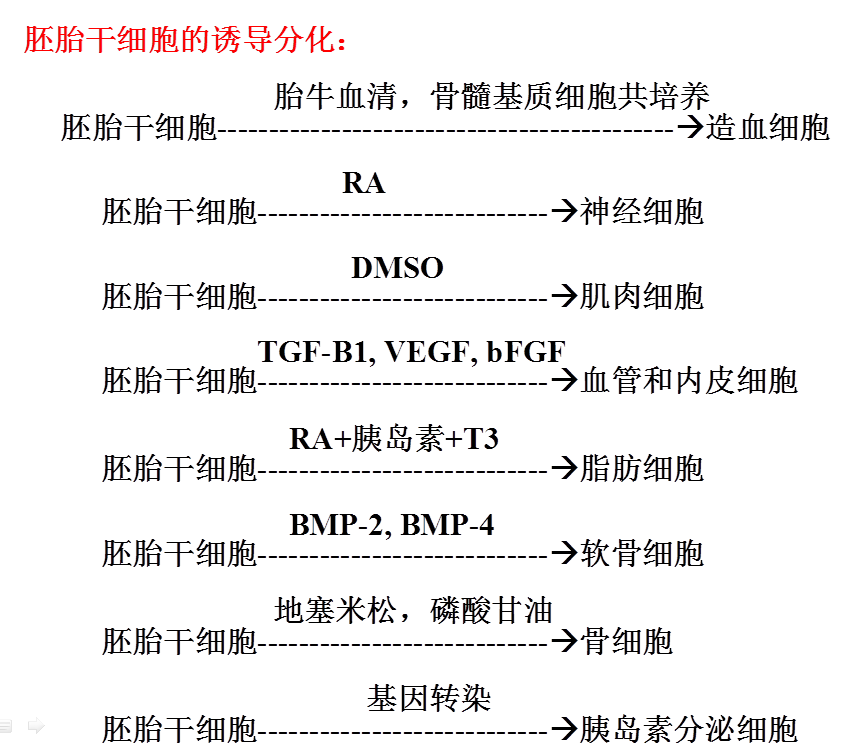 胚胎干细胞的诱导分化：
胎牛血清，骨髓基质细胞共培养
胚胎干细胞--------------------------------------------→造血细胞
RA
胚胎干细胞----------------------------→神经细胞
DMSO
胚胎干细胞----------------------------→肌肉细胞
TGF-B1, VEGF, bFGF
胚胎干细胞----------------------------→血管和内皮细胞
RA+胰岛素+T3
胚胎干细胞----------------------------→脂肪细胞
BMP-2, BMP-4
胚胎干细胞----------------------------→软骨细胞
地塞米松，磷酸甘油
胚胎干细胞----------------------------→骨细胞
基因转染
胚胎干细胞----------------------------→胰岛素分泌细胞